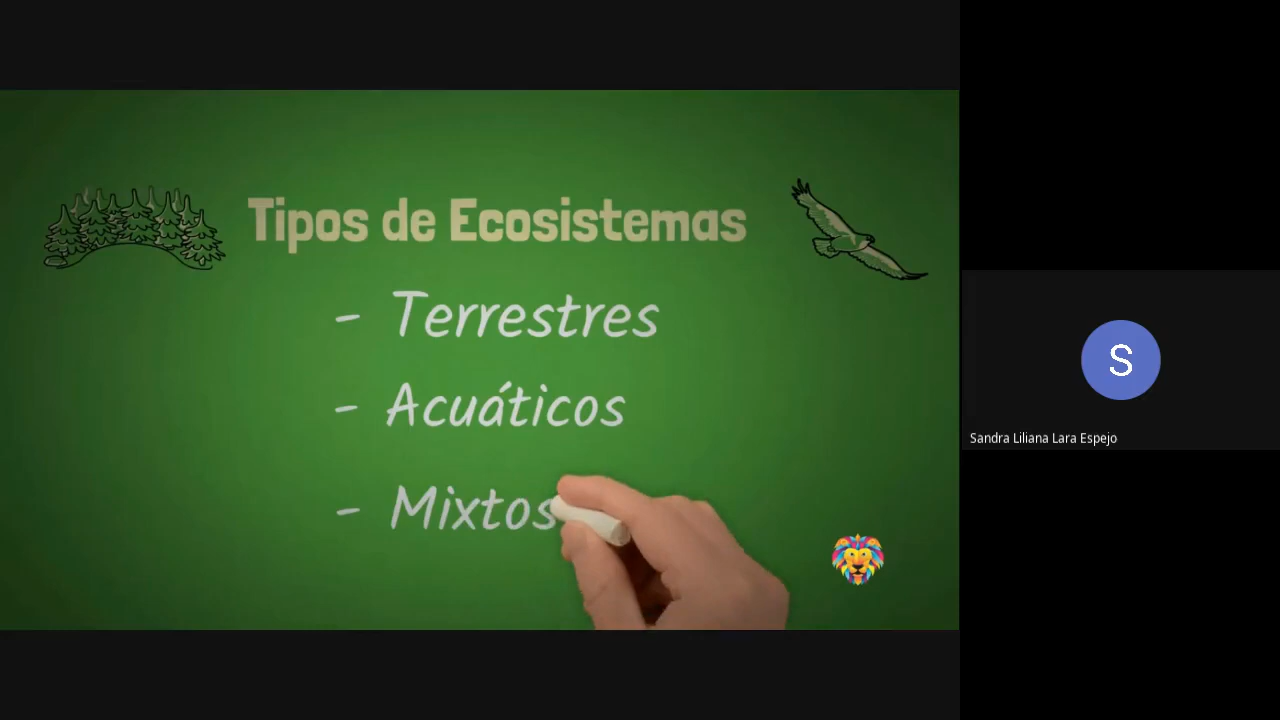 Tipos de Ecosistemas
- Terrestres
- Acuáticos
- Mixtos
S
Sandra Liliana Lara Espejo